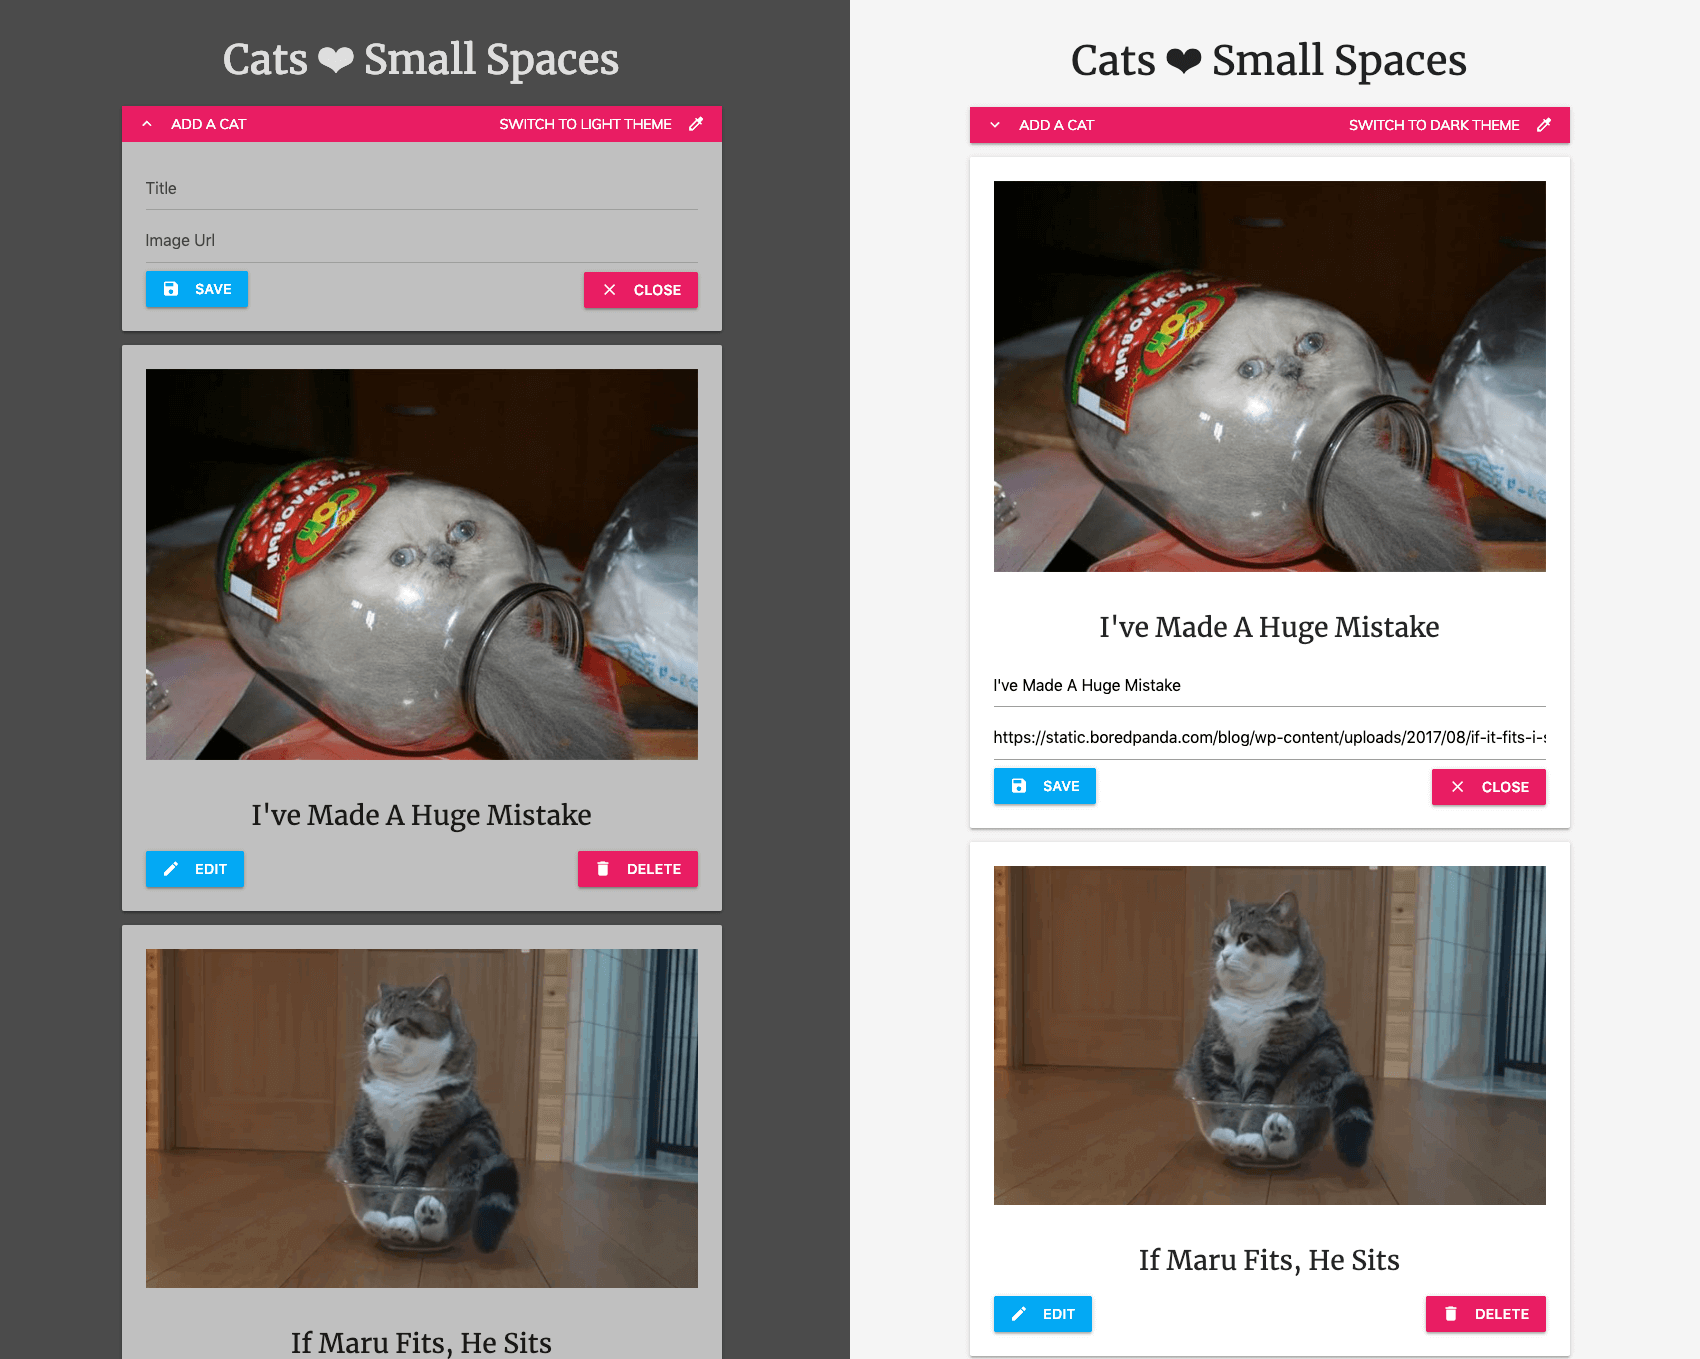 Cats ❤ Small Spaces
ADD A CAT
SWITCH TO LIGHT THEME
Title
Image Url
SAVE
CLOSE
СОК
I've Made A Huge Mistake
EDIT
DELETE
If Maru Fits, He Sits
Cats ❤ Small Spaces
ADD A CAT
SWITCH TO DARK THEME
СОК
I've Made A Huge Mistake
I've Made A Huge Mistake
https://static.boredpanda.com/blog/wp-content/uploads/2017/08/if-it-fits-i-s
SAVE
CLOSE
If Maru Fits, He Sits
EDIT
DELETE